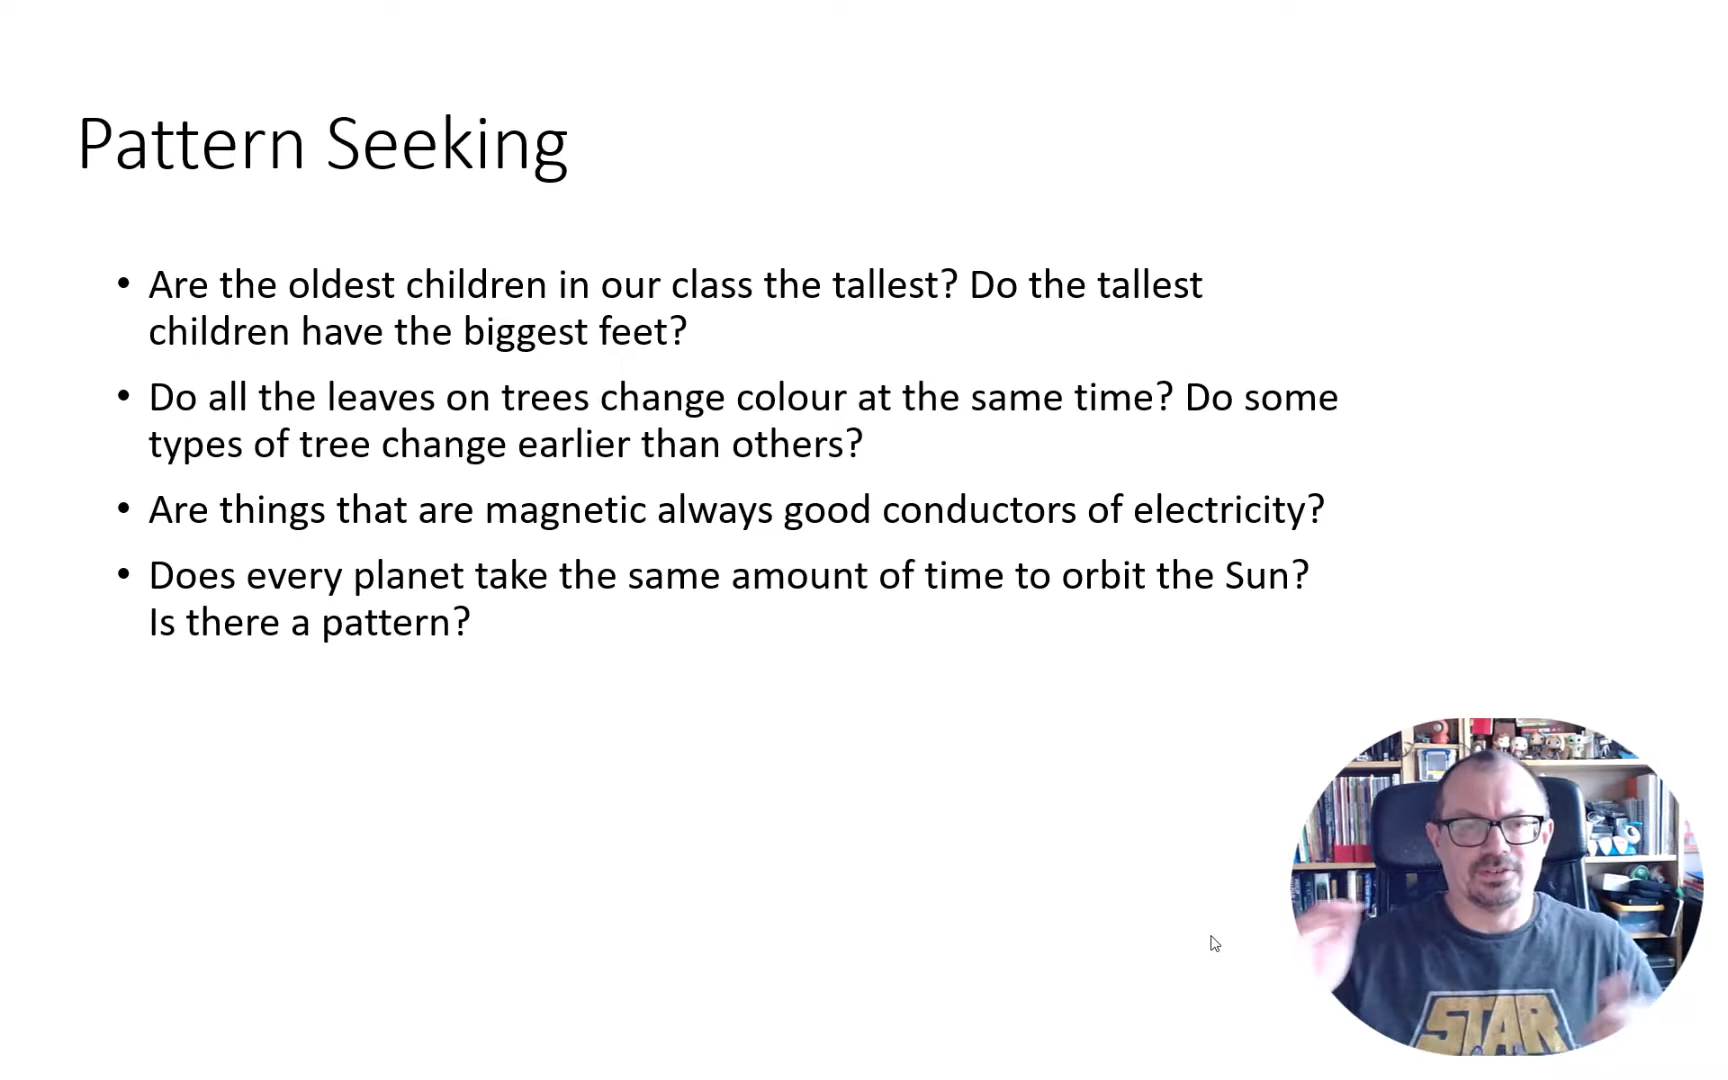 Pattern Seeking
• Are the oldest children in our class the tallest? Do the tallest
children have the biggest feet?
• Do all the leaves on trees change colour at the same time? Do some
types of tree change earlier than others?
• Are things that are magnetic always good conductors of electricity?
• Does every planet take the same amount of time to orbit the Sun?
Is there a pattern?
STAR